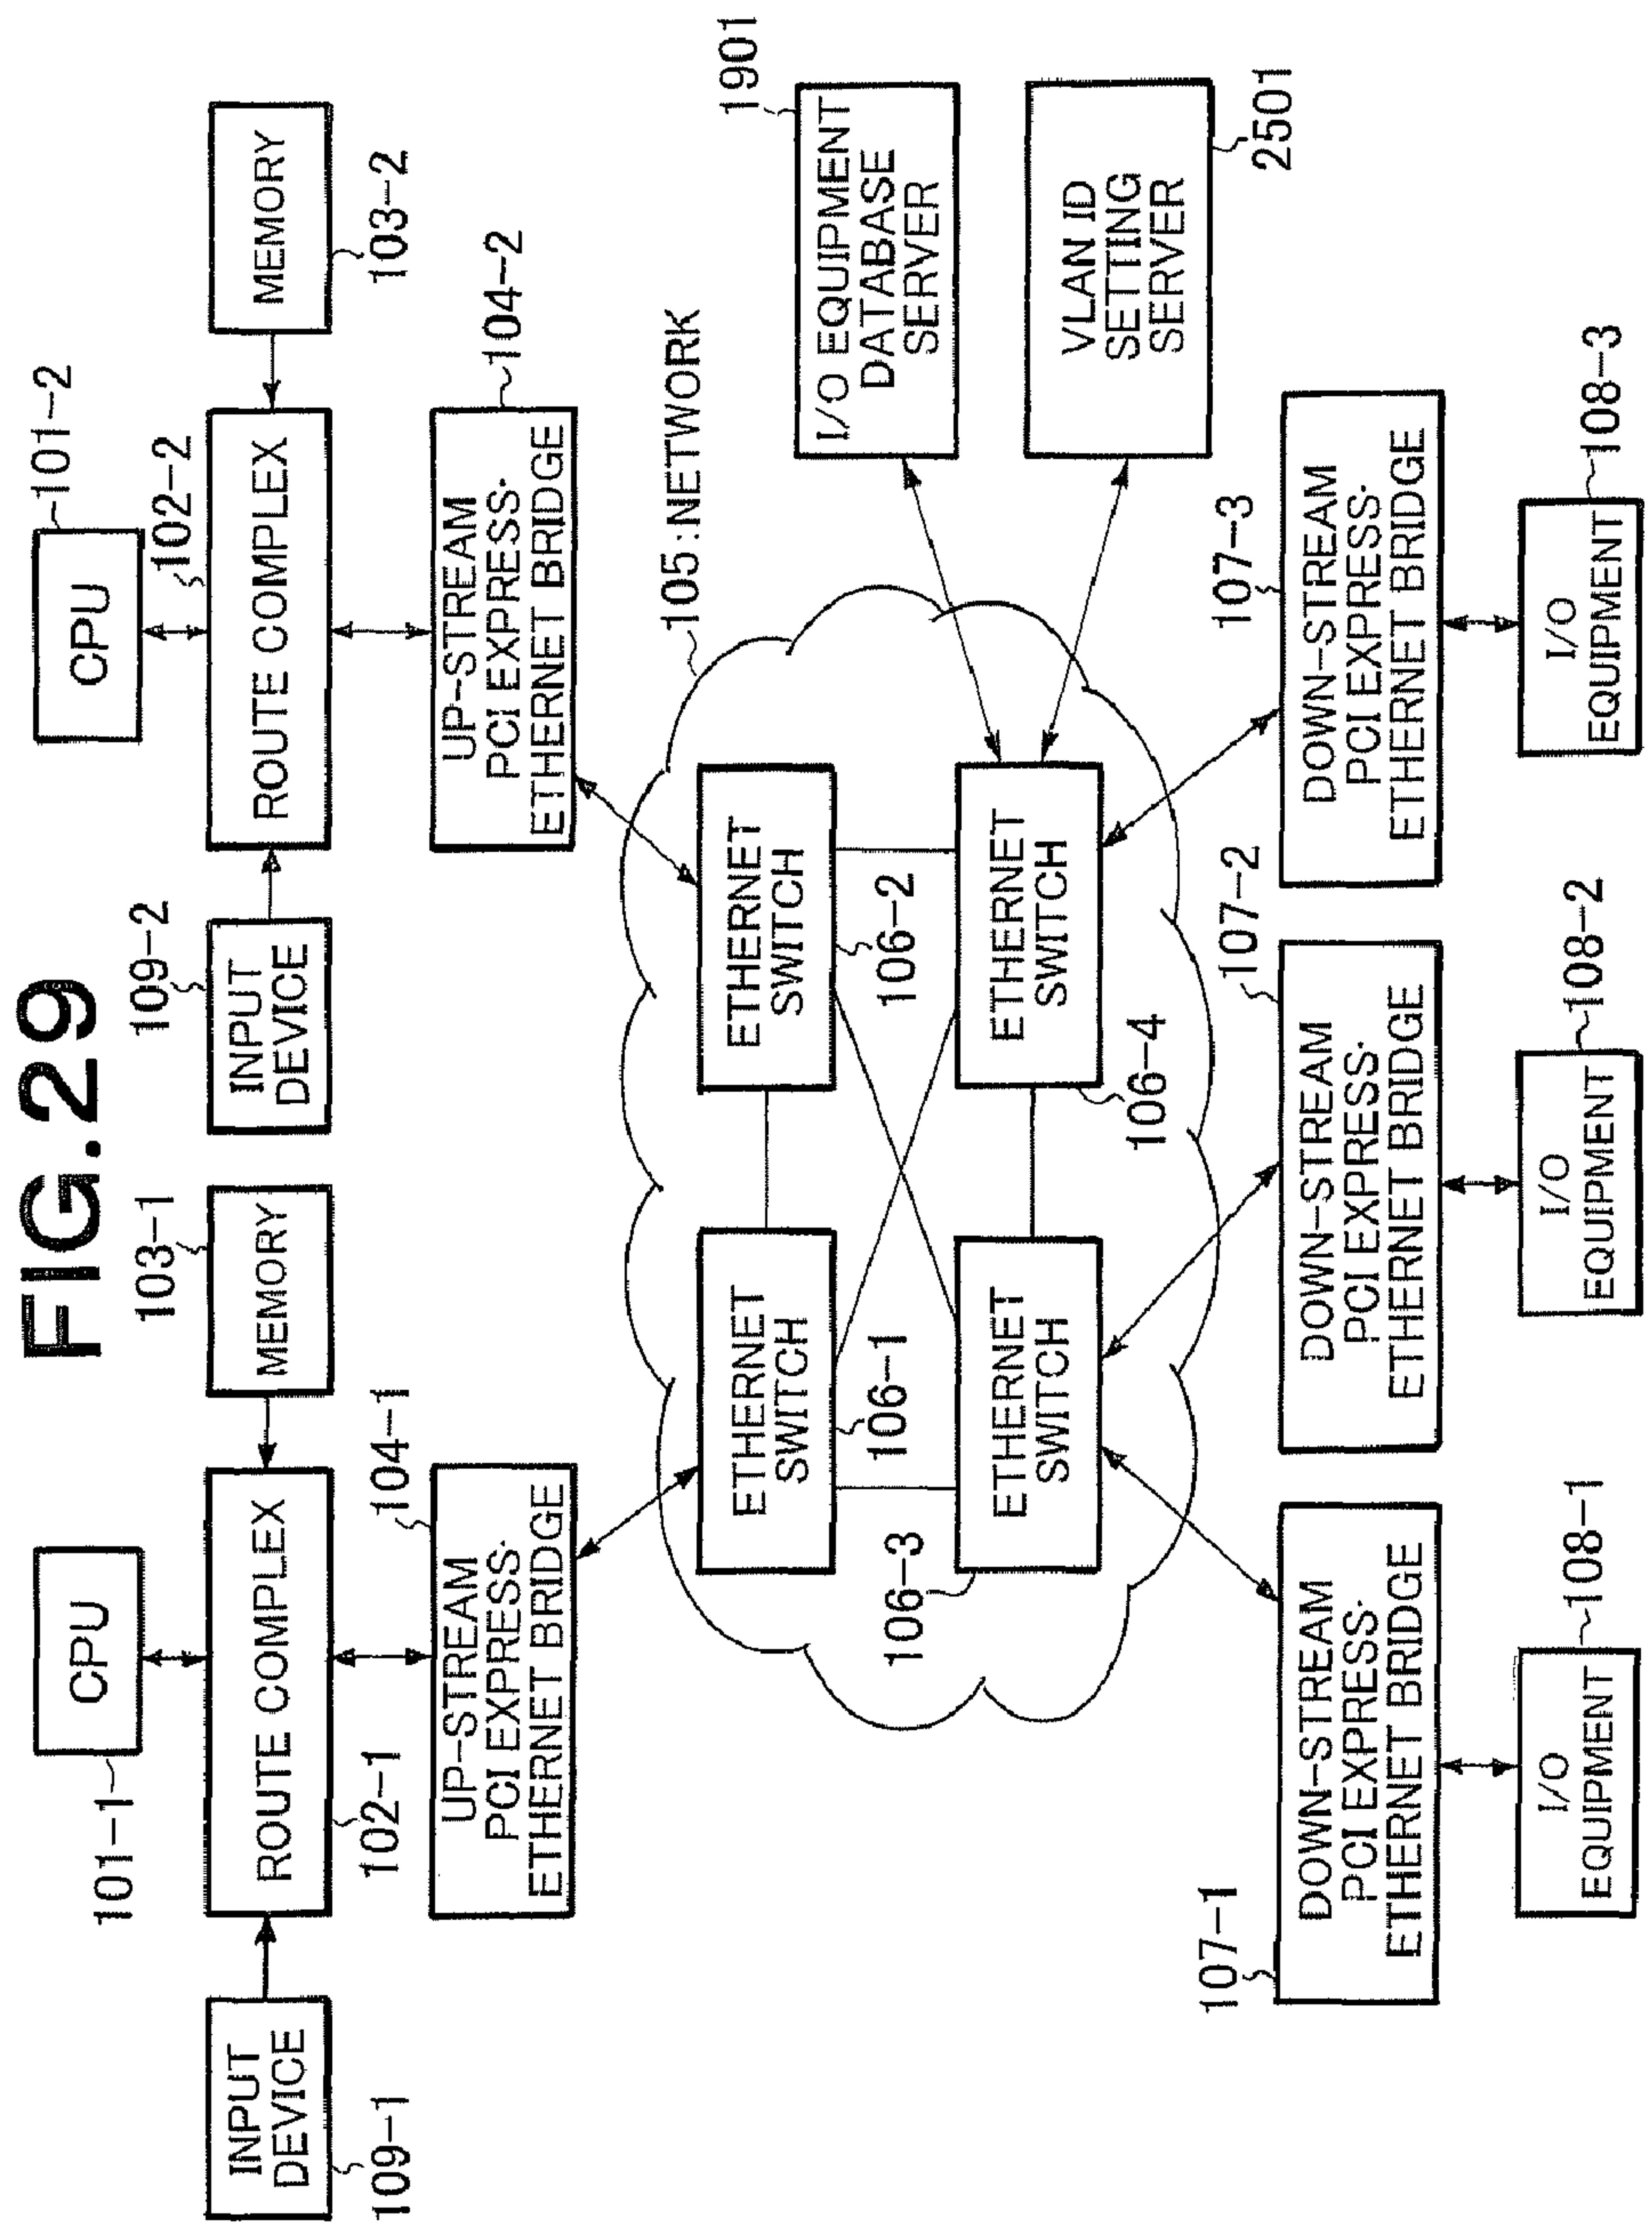 FIG.29
101-1
CPU
101-2
CPU
109-1
INPUT
DEVICE
102-1
ROUTE COMPLEX
103-1
MEMORY
109-2
INPUT
DEVICE
102-2
ROUTE COMPLEX
103-2
MEMORY
104-1
UP-STREAM
PCI EXPRESS-
ETHERNET BRIDGE
104-2
UP-STREAM
PCI EXPRESS-
ETHERNET BRIDGE
105:NETWORK
ETHERNET
SWITCH
106-1
ETHERNET
SWITCH
106-2
1901
I/O EQUIPMENT
DATABASE
SERVER
106-3
ETHERNET
SWITCH
ETHERNET
SWITCH
106-4
VLAN ID
SETTING
SERVER
2501
107-1
DOWN-STREAM
PCI EXPRESS-
ETHERNET BRIDGE
107-2
DOWN-STREAM
PCI EXPRESS-
ETHERNET BRIDGE
107-3
DOWN-STREAM
PCI EXPRESS-
ETHERNET BRIDGE
I/O
EQUIPMENT
108-1
I/O
EQUIPMENT
108-2
I/O
EQUIPMENT
108-3